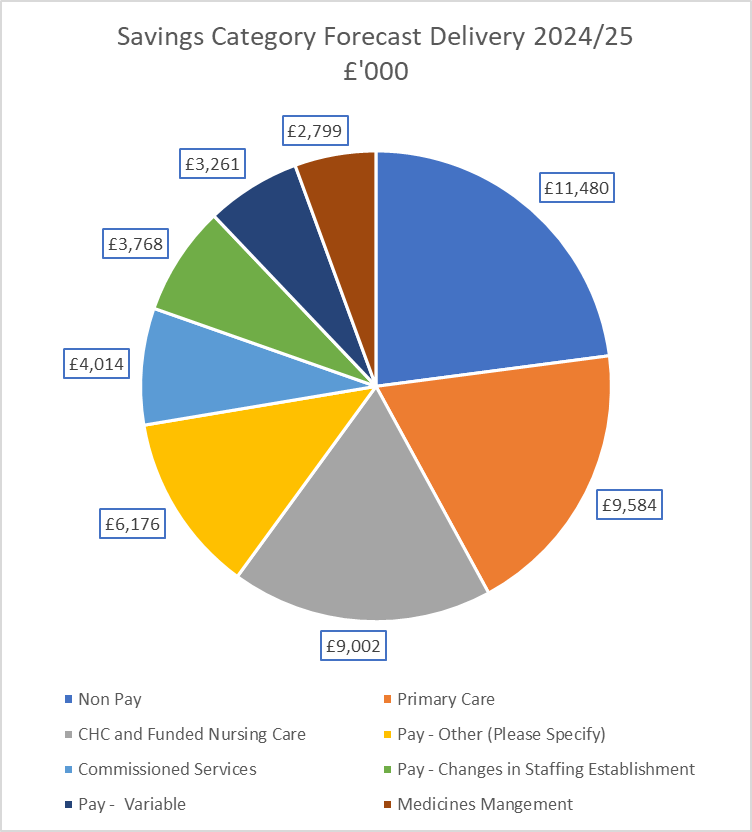 Savings Category Forecast Delivery 2024/25
£'000
£2,799
£3,261
£11,480
£3,768
£4,014
£9,584
£6,176
£9,002
Non Pay
Primary Care
CHC and Funded Nursing Care
Pay - Other (Please Specify)
Commissioned Services
Pay - Changes in Staffing Establishment
Pay -  Variable
Medicines Mangement